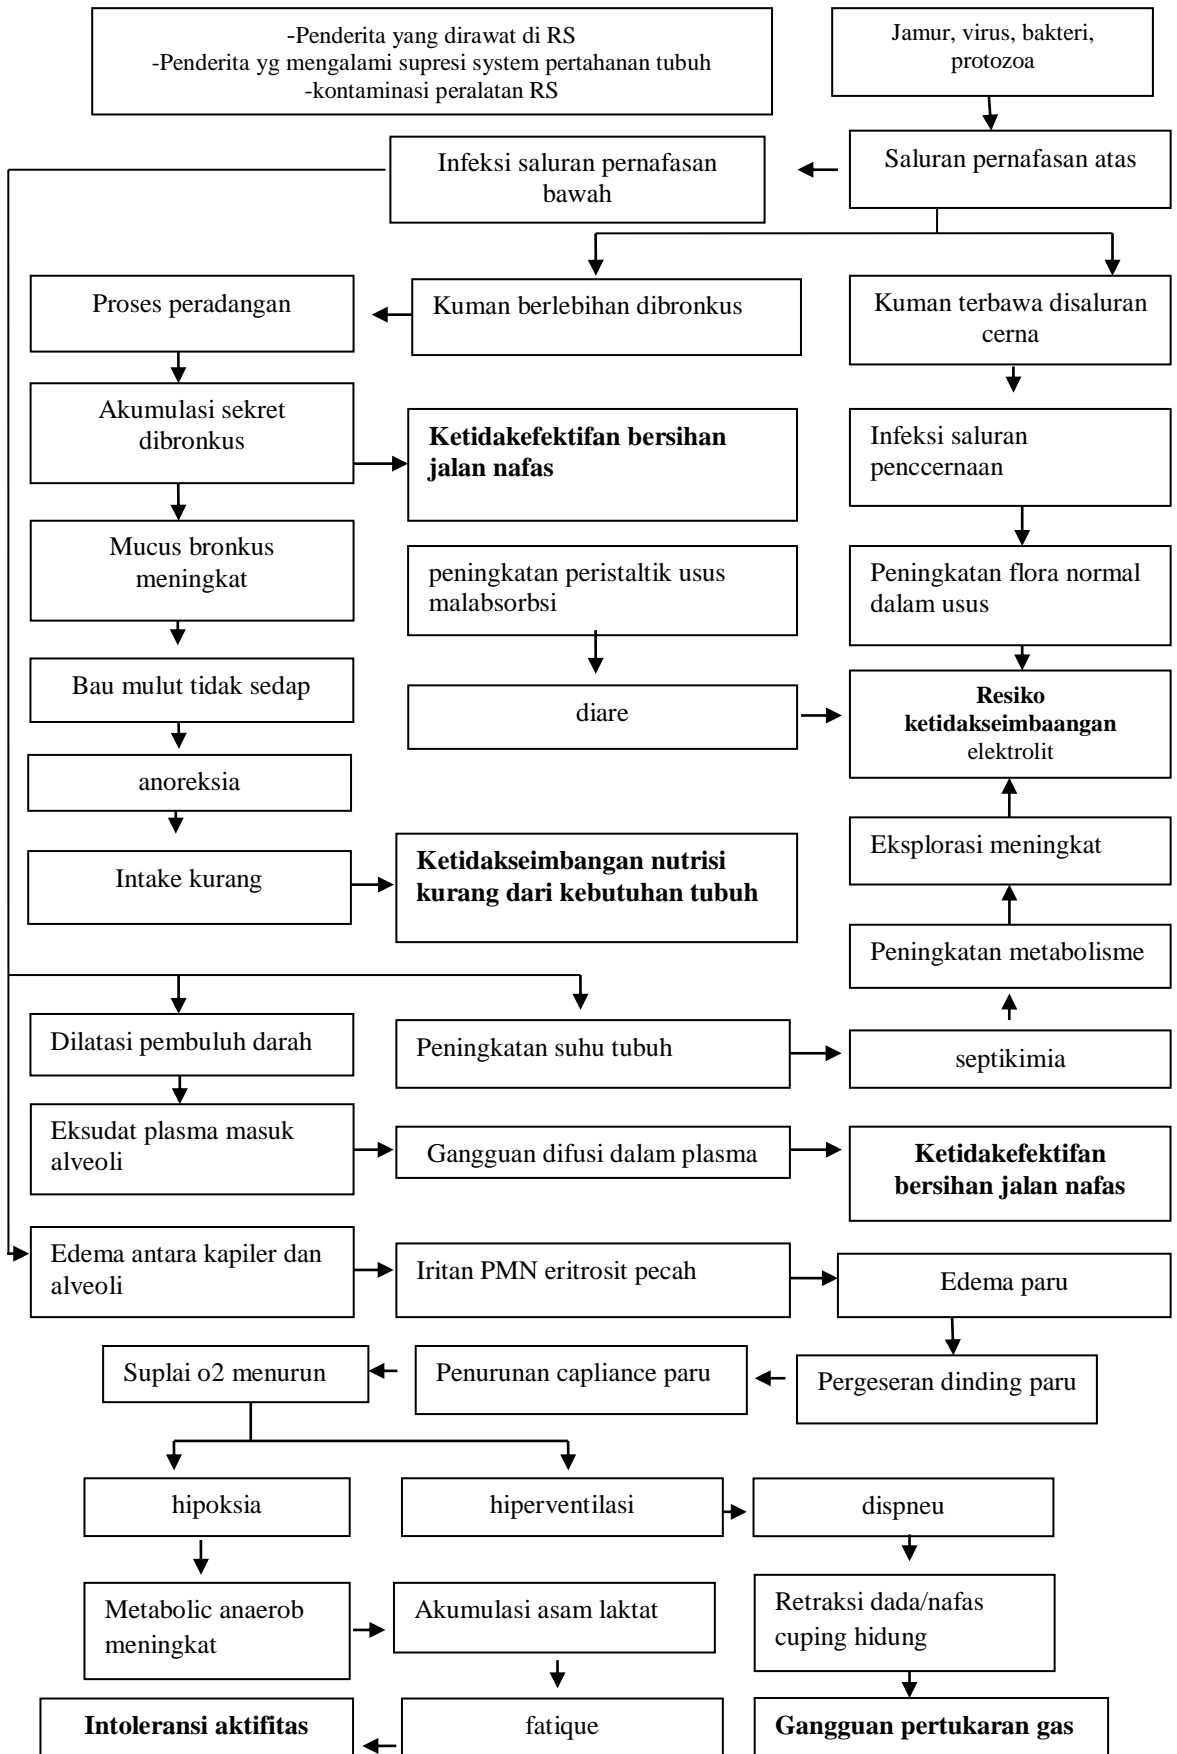 -Penderita yang dirawat di RS
-Penderita yg mengalami supresi system pertahanan tubuh
-kontaminasi peralatan RS
Jamur, virus, bakteri,
protozoa
Infeksi saluran pernafasan
bawah
Saluran pernafasan atas
Proses peradangan
Kuman berlebihan dibronkus
Kuman terbawa disaluran
cerna
Akumulasi sekret
dibronkus
Ketidakefektifan bersihan
jalan nafas
Infeksi saluran
penccernaan
Mucus bronkus
meningkat
peningkatan peristaltik usus
malabsorbsi
Peningkatan flora normal
dalam usus
Bau mulut tidak sedap
diare
Resiko
ketidakseimbaangan
elektrolit
anoreksia
Intake kurang
Ketidakseimbangan nutrisi
kurang dari kebutuhan tubuh
Eksplorasi meningkat
Peningkatan metabolisme
Dilatasi pembuluh darah
Peningkatan suhu tubuh
septikimia
Eksudat plasma masuk
alveoli
Gangguan difusi dalam plasma
Ketidakefektifan
bersihan jalan nafas
Edema antara kapiler dan
alveoli
Iritan PMN eritrosit pecah
Edema paru
Suplai o2 menurun
Penurunan capliance paru
Pergeseran dinding paru
hipoksia
hiperventilasi
dispneu
Metabolic anaerob
meningkat
Akumulasi asam laktat
Retraksi dada/nafas
cuping hidung
Intoleransi aktifitas
fatique
Gangguan pertukaran gas